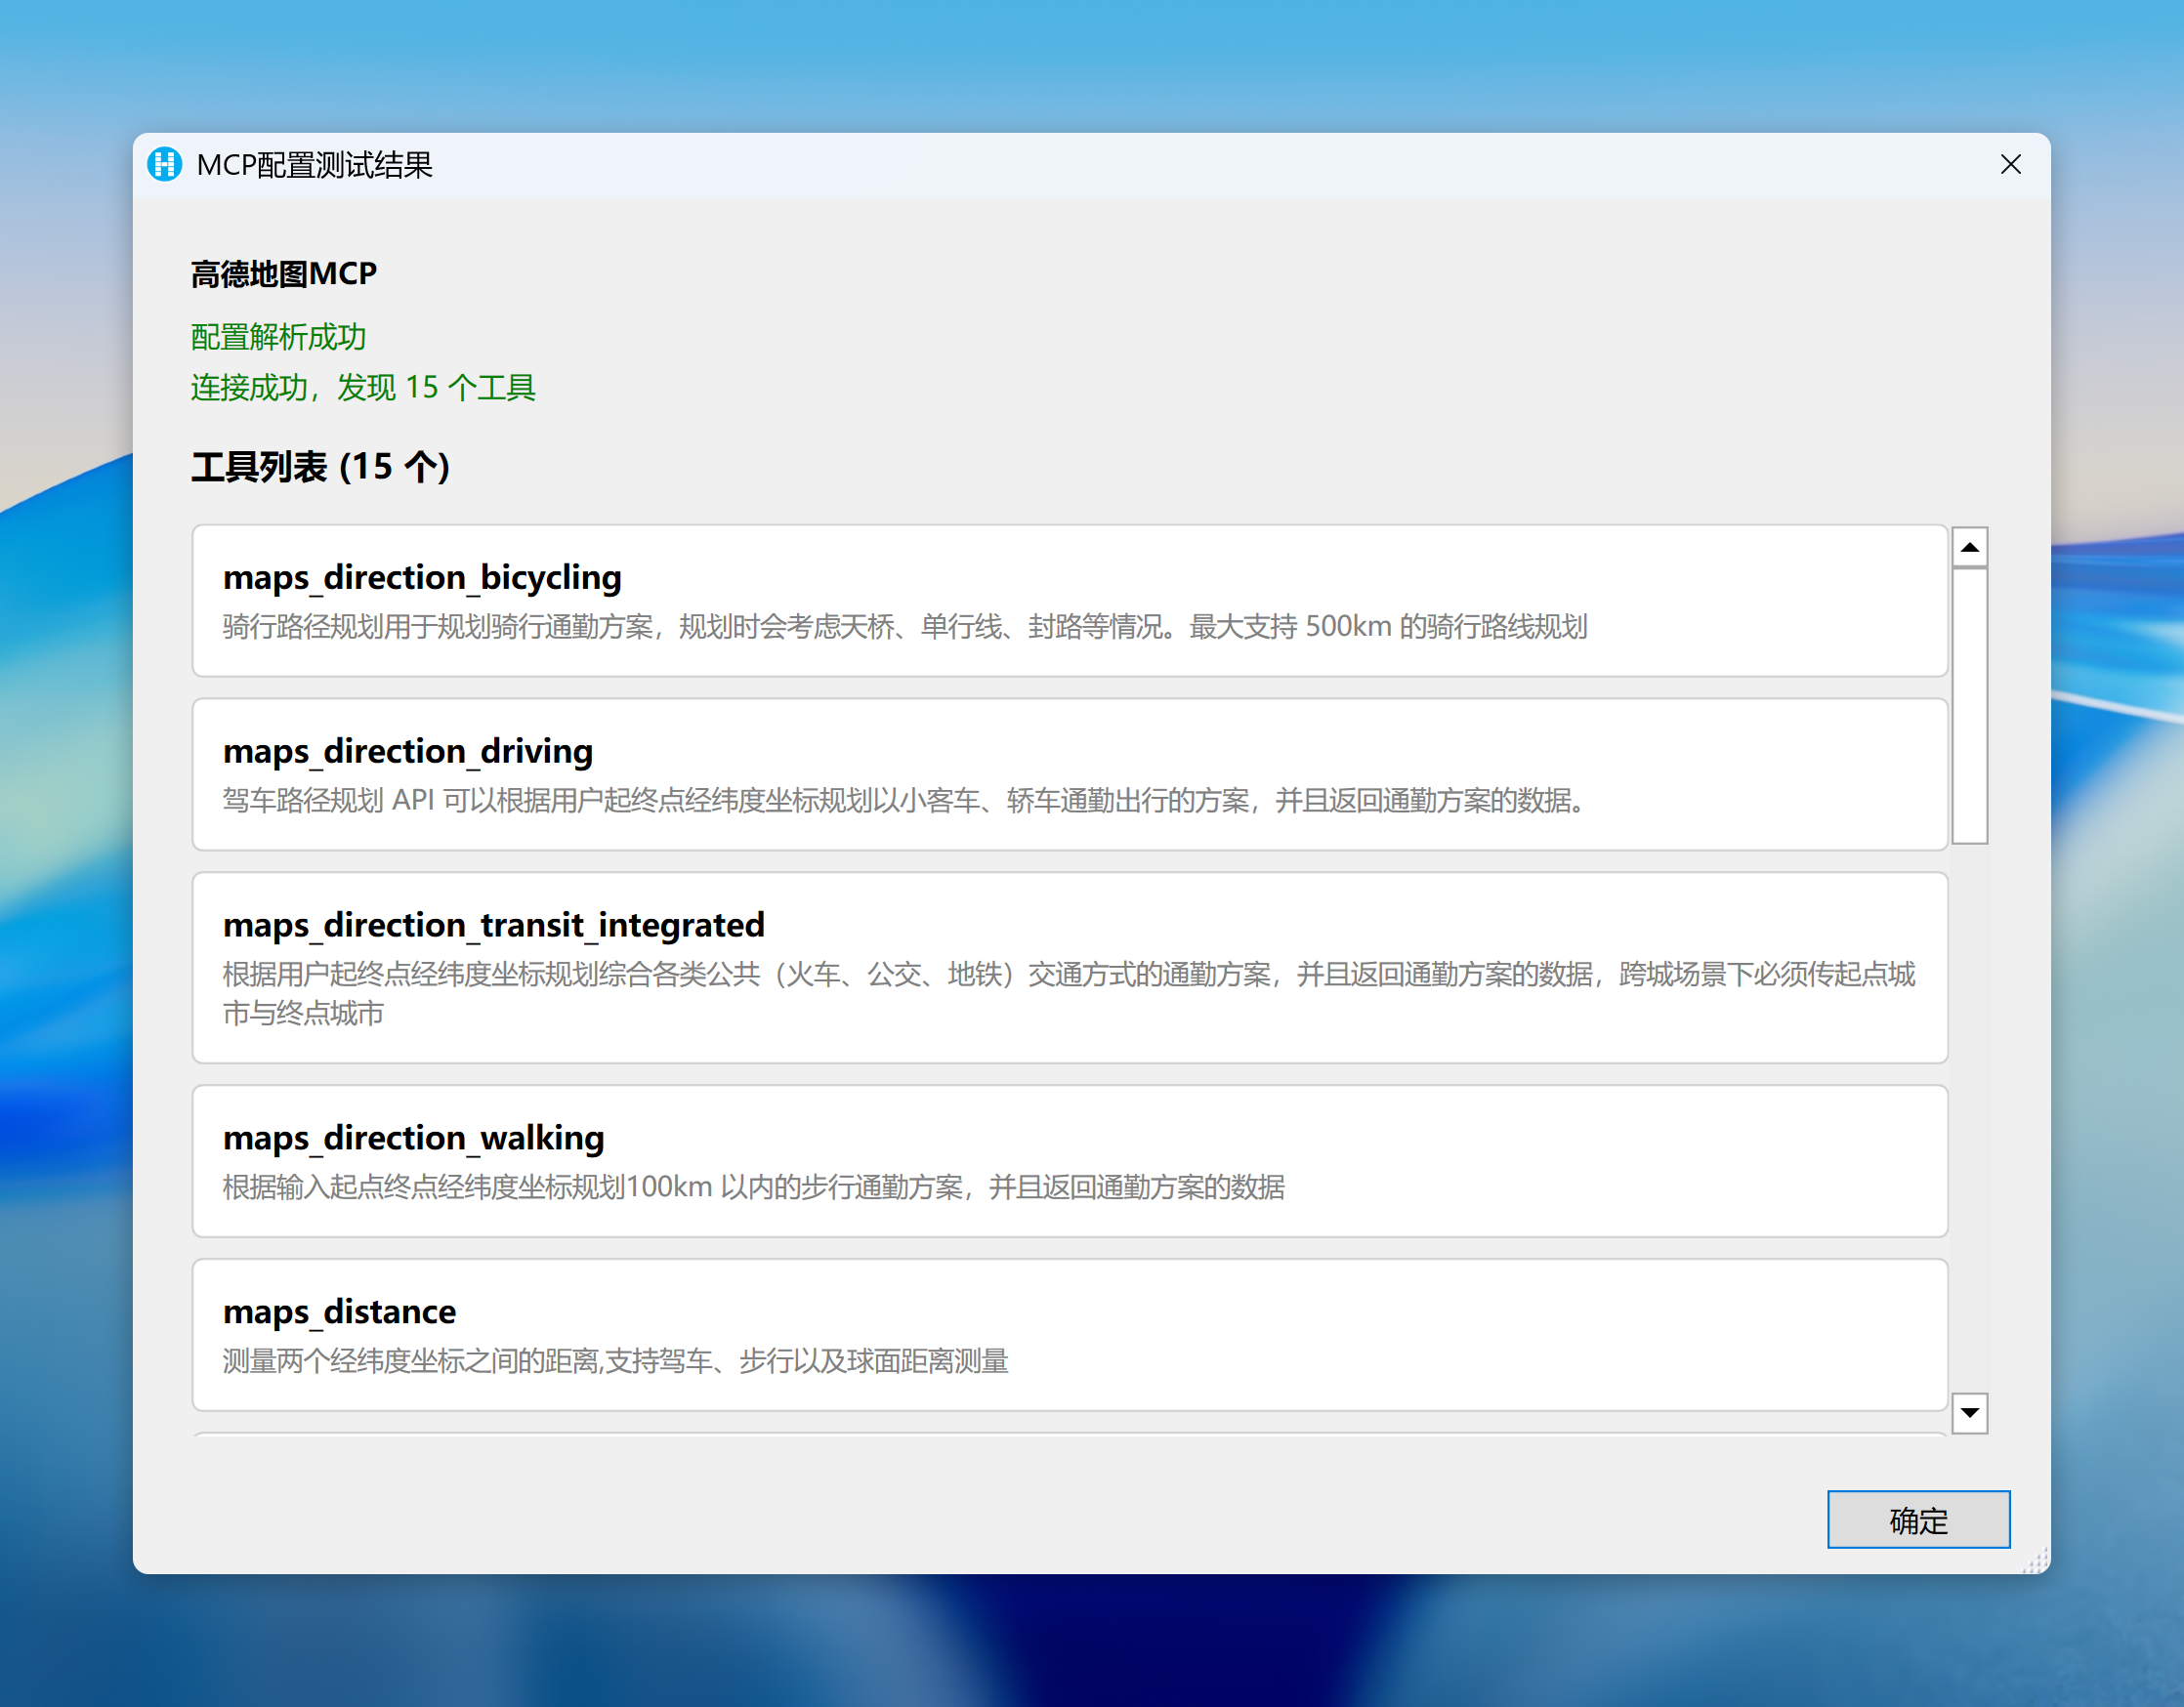 MCP配置测试结果
高德地图MCP
配置解析成功
连接成功，发现 15 个工具
工具列表 (15 个)
maps_direction_bicycling
骑行路径规划用于规划骑行通勤方案，规划时会考虑天桥、单行线、封路等情况。最大支持 500km 的骑行路线规划
maps_direction_driving
驾车路径规划 API 可以根据用户起终点经纬度坐标规划以小客车、轿车通勤出行的方案，并且返回通勤方案的数据。
maps_direction_transit_integrated
根据用户起终点经纬度坐标规划综合各类公共（火车、公交、地铁）交通方式的通勤方案，并且返回通勤方案的数据，跨城场景下必须传起点城
市与终点城市
maps_direction_walking
根据输入起点终点经纬度坐标规划100km 以内的步行通勤方案，并且返回通勤方案的数据
maps_distance
测量两个经纬度坐标之间的距离,支持驾车、步行以及球面距离测量
确定